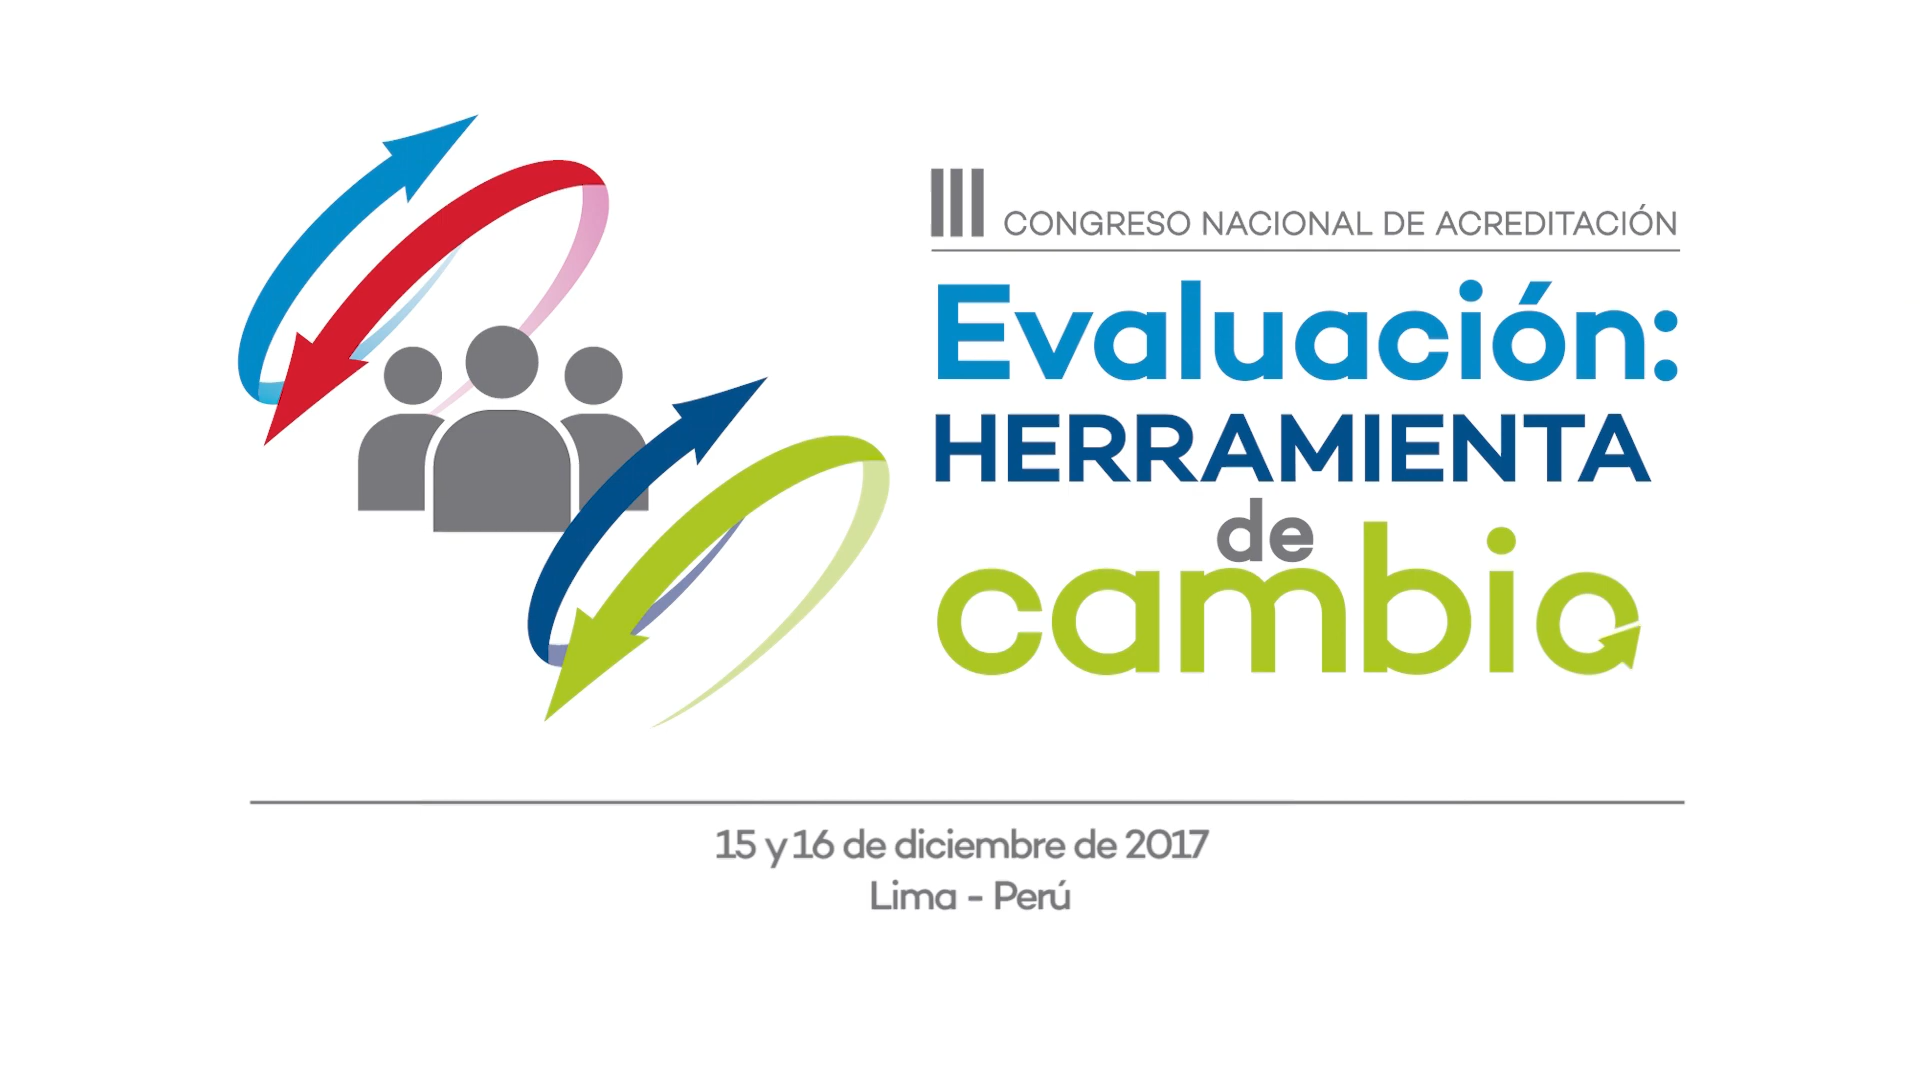 III CONGRESO NACIONAL DE ACREDITACIÓN
Evaluación:
HERRAMIENTA
de
cambio
15 y 16 de diciembre de 2017
Lima - Perú